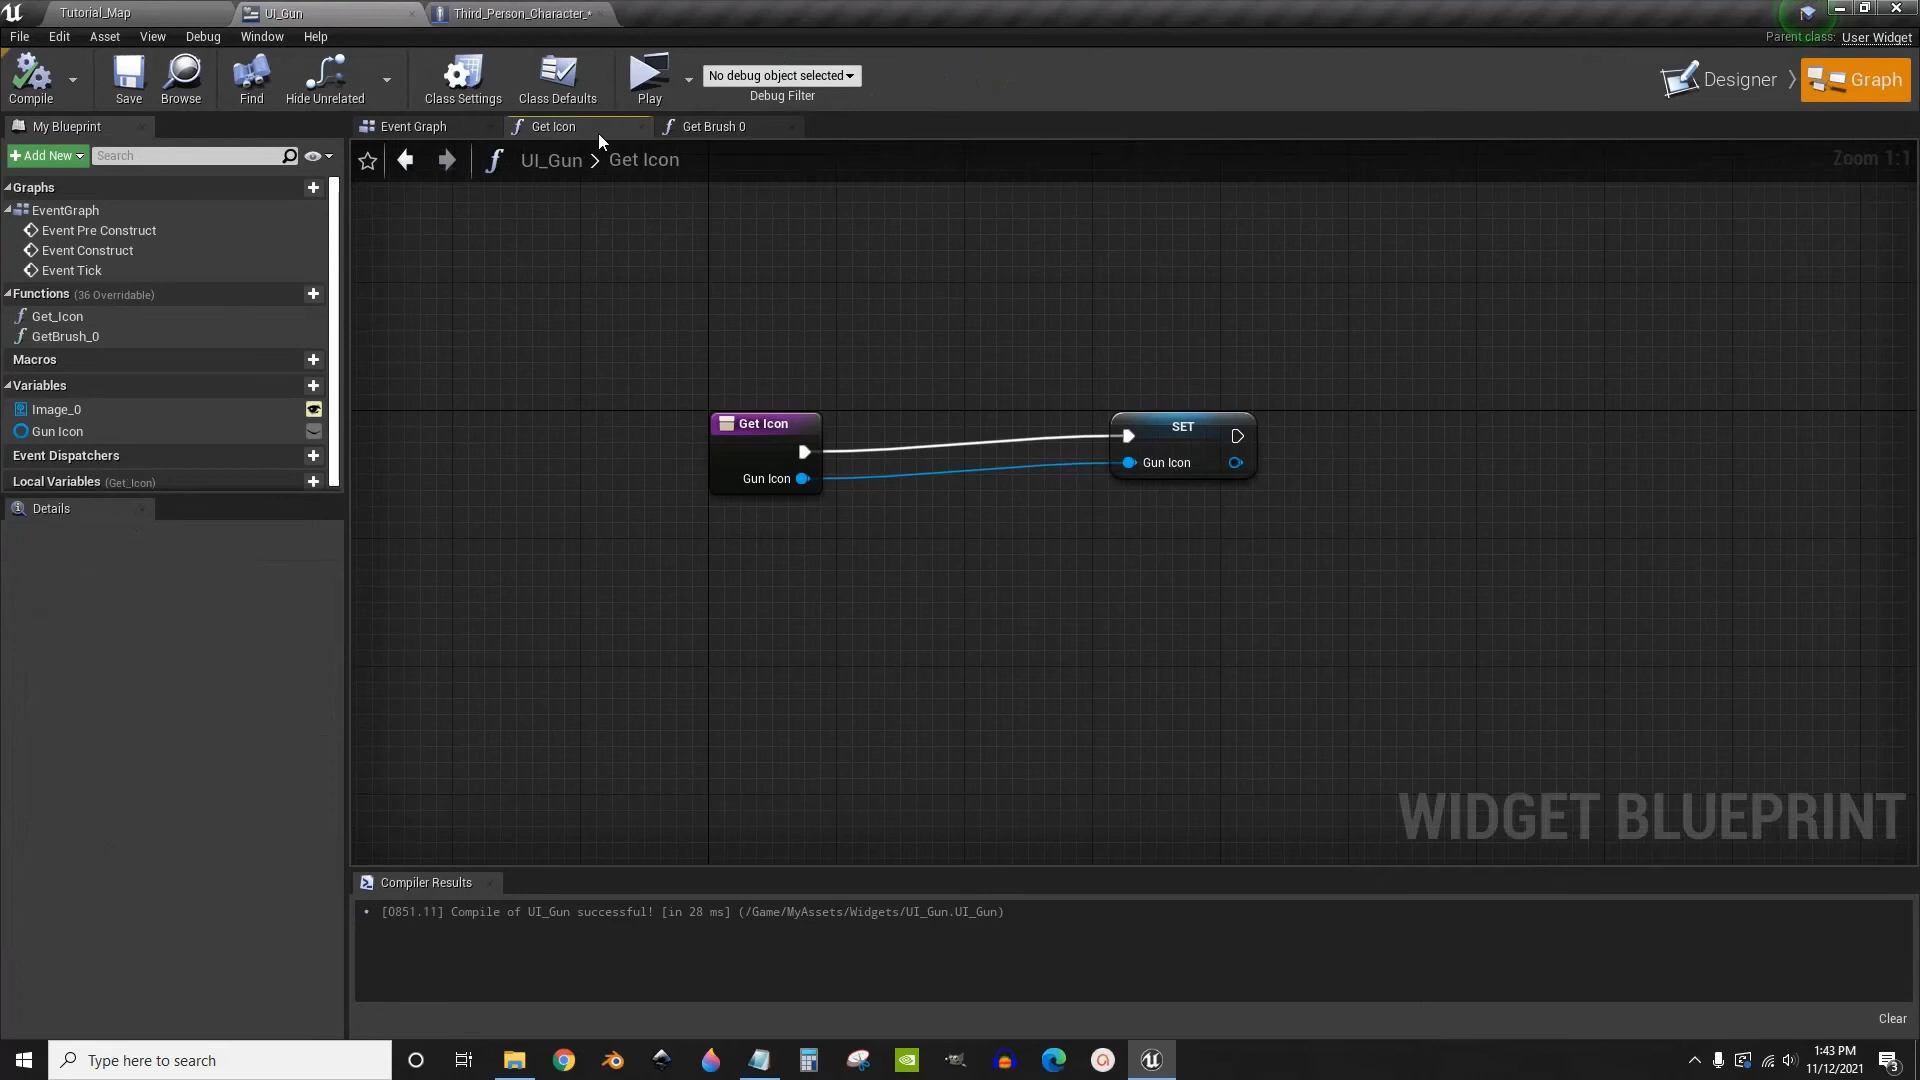 Tutorial_Map
UI_Gun
Third_Person_Character_*
File Edit Asset View Debug Window Help
Parent class: User Widget
Compile
Save
Browse
Find
Hide Unrelated
Class Settings
Class Defaults
Play
No debug object selected
Debug Filter
Designer
Graph
My Blueprint
Event Graph
Get Icon
Get Brush 0
Add New
Search
UI_Gun > Get Icon
Zoom 1:1
Graphs
EventGraph
Event Pre Construct
Event Construct
Event Tick
Functions (36 Overridable)
Get_Icon
GetBrush_0
Macros
Variables
Image_0
Gun Icon
Event Dispatchers
Local Variables (Get_Icon)
Details
Get Icon
Gun Icon
SET
Gun Icon
WIDGET BLUEPRINT
Compiler Results
• [0851.11] Compile of UI_Gun successful! [in 28 ms] (/Game/MyAssets/Widgets/UI_Gun.UI_Gun)
Clear
Type here to search
1:43 PM
11/12/2021
3